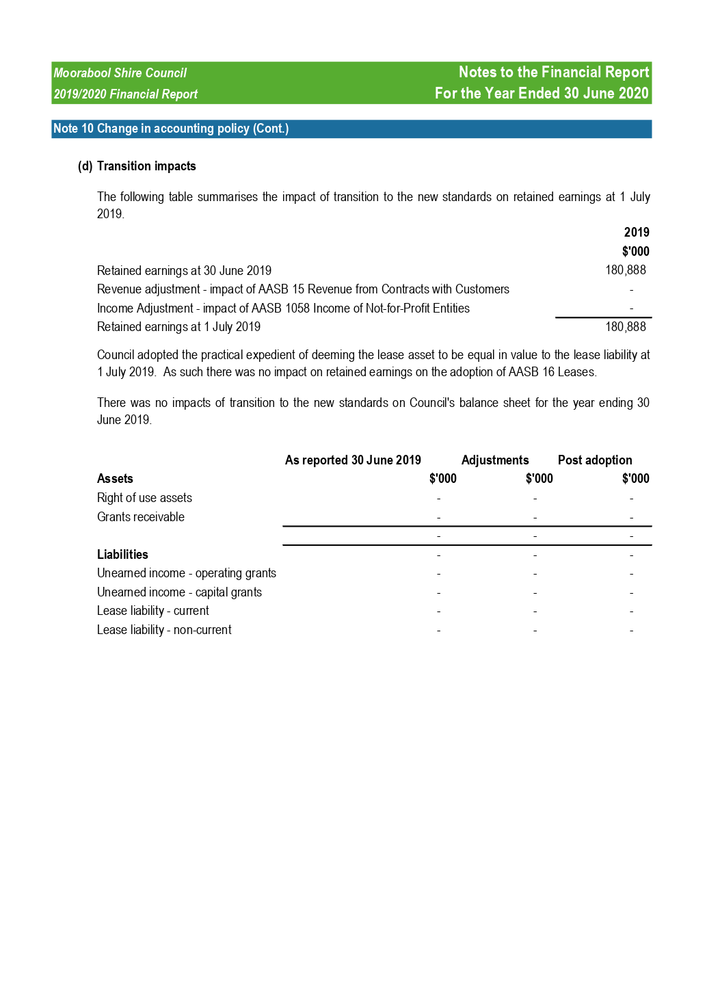 Moorabool Shire Council Notes to the Financial Report
2019/2020 Financial Report For the Year Ended 30 June 2020
Note 10 Change in accounting policy (Cont.)
(d) Transition impacts
The following table summarises the impact of transition to the new standards on retained earnings at 1 July
2019.
2019
$'000
Retained earnings at 30 June 2019 180,888
Revenue adjustment - impact of AASB 15 Revenue from Contracts with Customers -
Income Adjustment - impact of AASB 1058 Income of Not-for-Profit Entities -
Retained earnings at 1 July 2019 180,888
Council adopted the practical expedient of deeming the lease asset to be equal in value to the lease liability at
1 July 2019.  As such there was no impact on retained earnings on the adoption of AASB 16 Leases.
There was no impacts of transition to the new standards on Council's balance sheet for the year ending 30
June 2019.
As reported 30 June 2019 Adjustments Post adoption
Assets $'000 $'000 $'000
Right of use assets - - -
Grants receivable - - -
- - -
Liabilities - - -
Unearned income - operating grants - - -
Unearned income - capital grants - - -
Lease liability - current - - -
Lease liability - non-current - - -